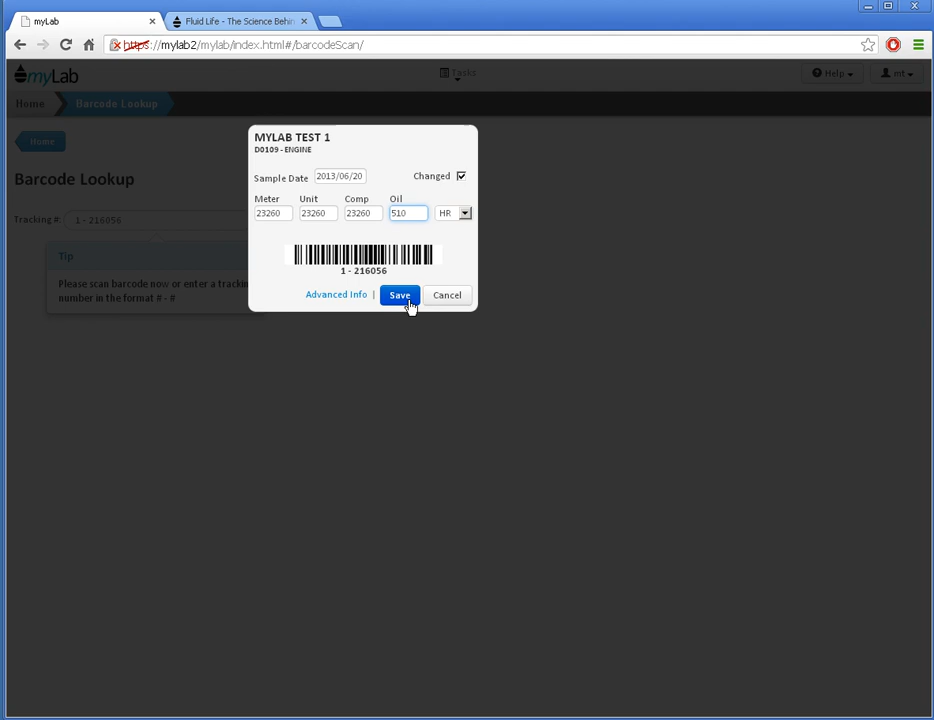 myLab
Fluid Life - The Science Behin
https://mylab2/mylab/index.html#/barcodeScan/
myLab
Tasks
Help
mt
Home
Barcode Lookup
Home
Barcode Lookup
Tracking #: 1 - 216056
Tip
Please scan barcode now or enter a trackin
number in the format # - #
MYLAB TEST 1
D0109 - ENGINE
Sample Date 2013/06/20 Changed
Meter Unit Comp Oil
23260 23260 23260 510 HR
1 - 216056
Advanced Info | Save Cancel